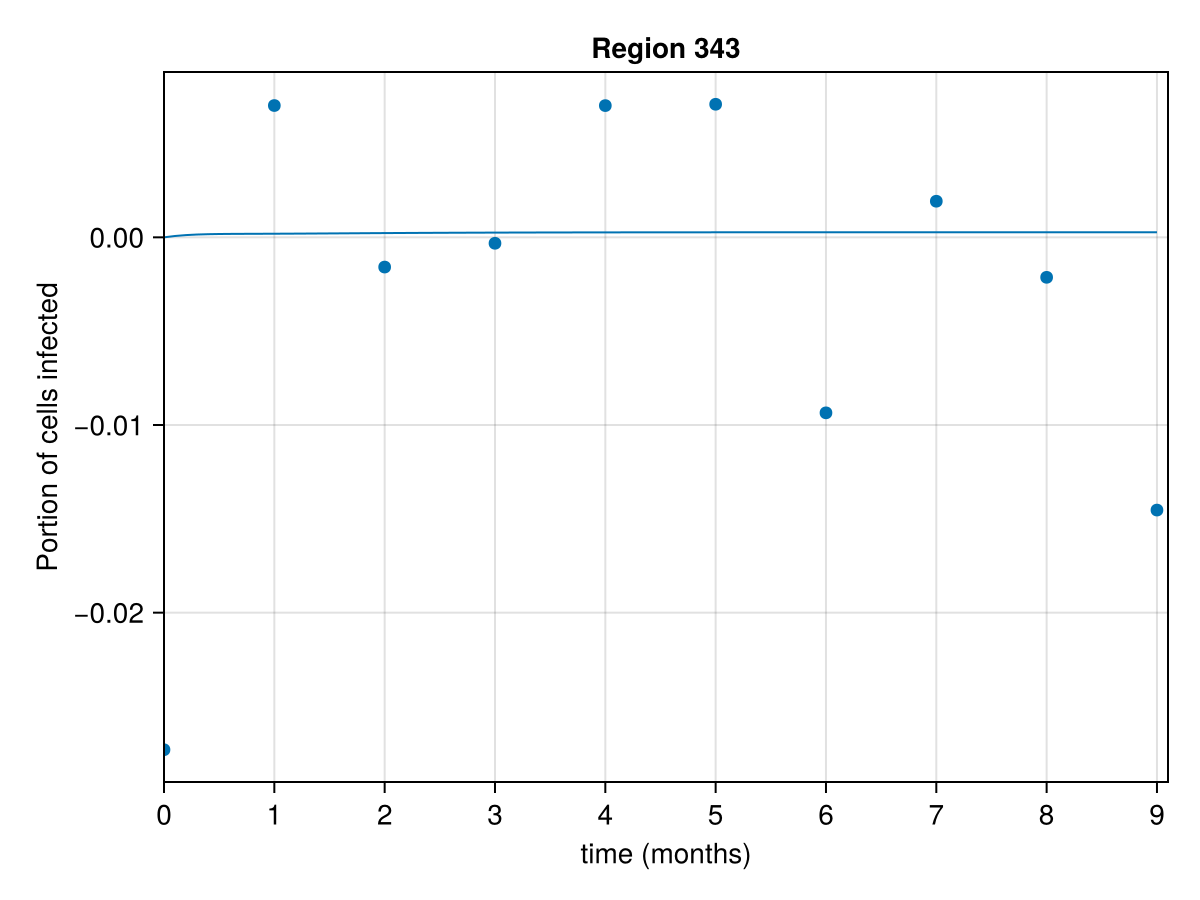 Region 343
Portion of cells infected
0.00
−0.01
−0.02
0 1 2 3 4 5 6 7 8 9
time (months)